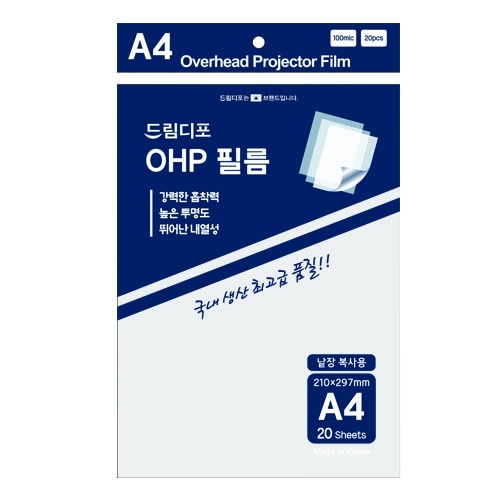 A4
Overhead Projector Film
100mic
20pcs
드림디포는 브랜드입니다.
드림디포
OHP 필름
강력한 흡착력
높은 투명도
뛰어난 내열성
국내 생산 최고급 품질!!
낱장 복사용
210×297mm
A4
20 Sheets
Made in Korea